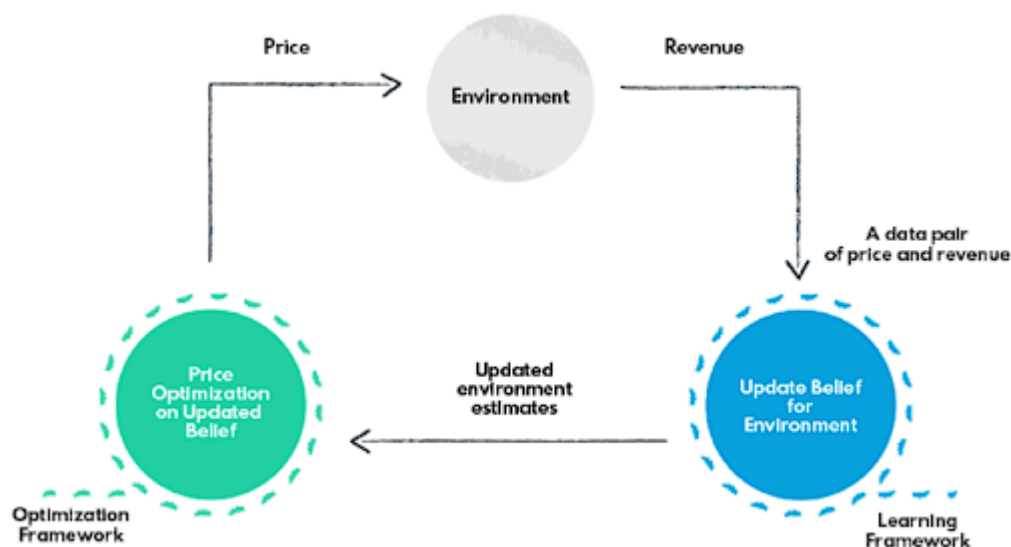 Price
Revenue
Environment
A data pair
of price and revenue
Updated
environment
estimates
Price
Optimization
on Updated
Belief
Update Belief
for
Environment
Optimization
Framework
Learning
Framework